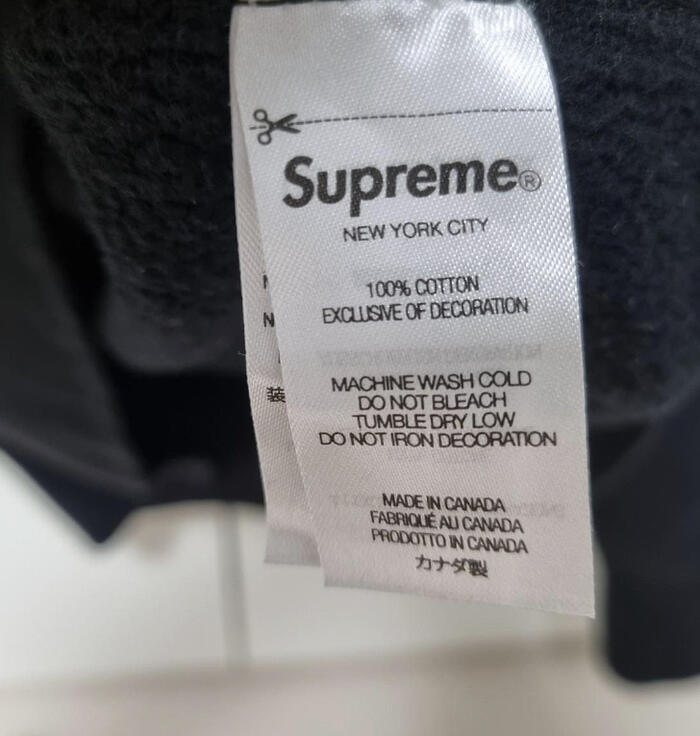 Supreme®
NEW YORK CITY
100% COTTON
EXCLUSIVE OF DECORATION
MACHINE WASH COLD
DO NOT BLEACH
TUMBLE DRY LOW
DO NOT IRON DECORATION
MADE IN CANADA
FABRIQUÉ AU CANADA
PRODOTTO IN CANADA
カナダ製
装